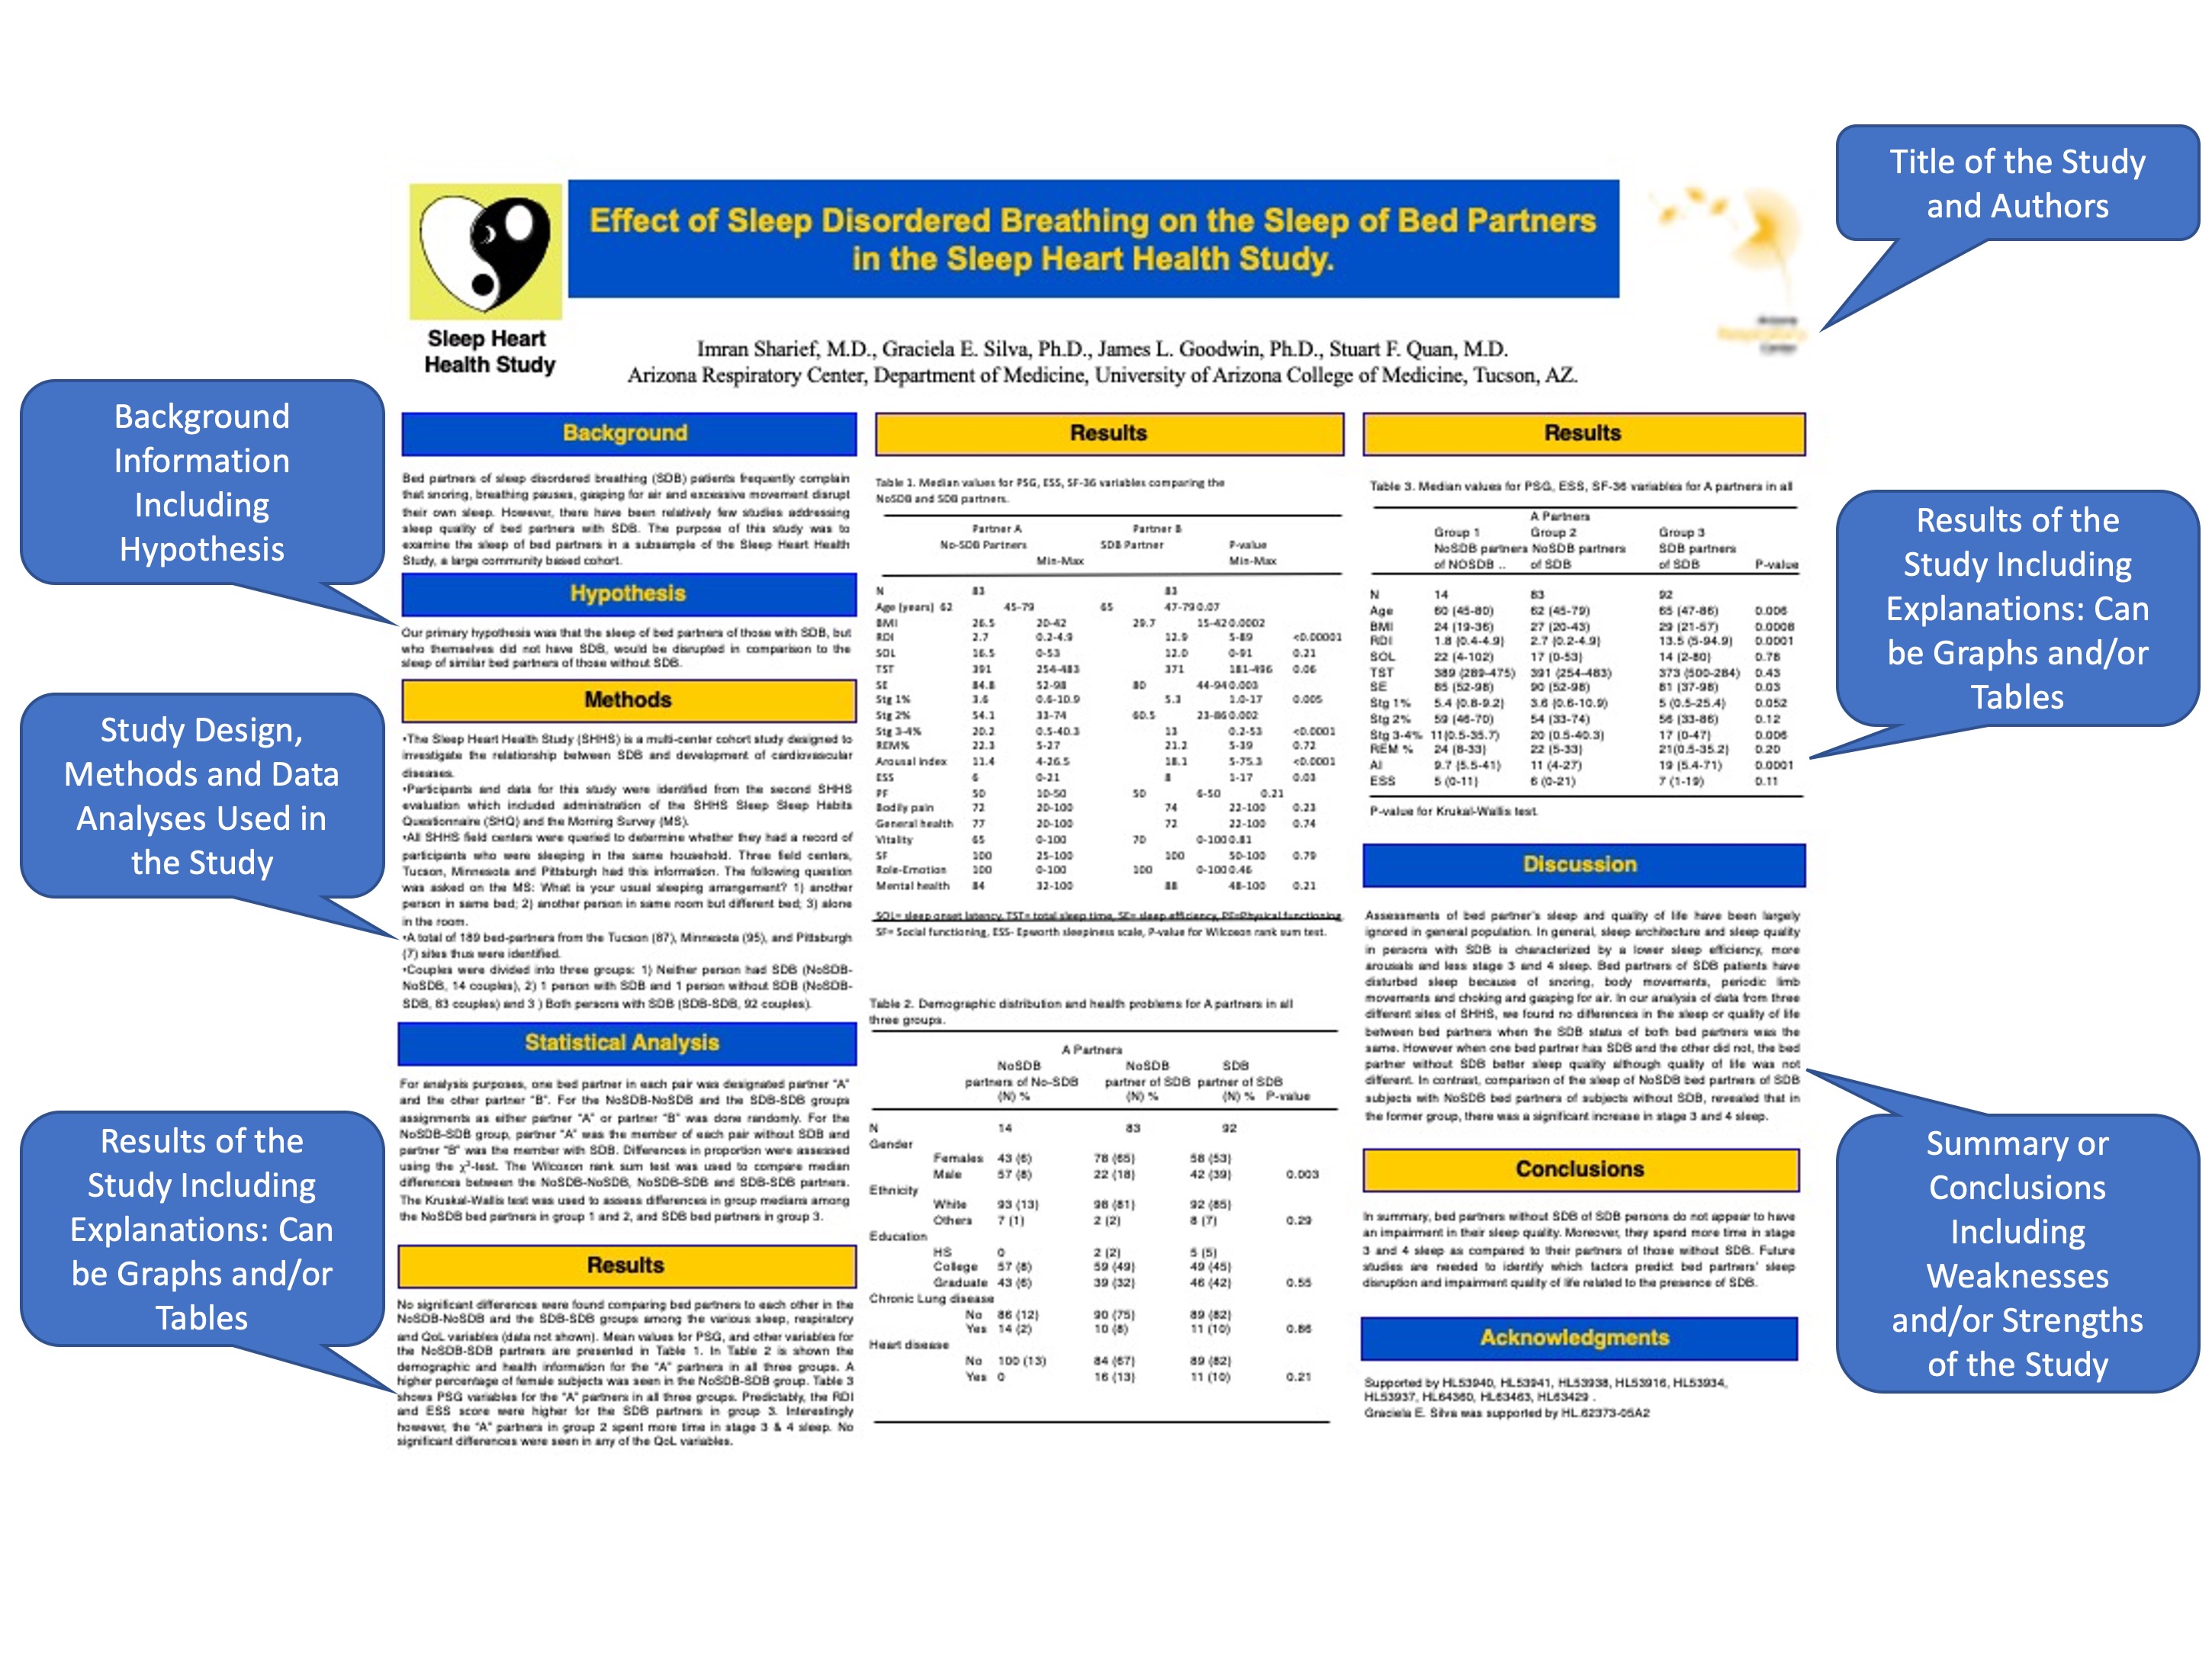 Title of the Study
and Authors
Effect of Sleep Disordered Breathing on the Sleep of Bed Partners
in the Sleep Heart Health Study.
Sleep Heart
Health Study
Arizona
Respiratory
Center
Imran Sharief, M.D., Graciela E. Silva, Ph.D., James L. Goodwin, Ph.D., Stuart F. Quan, M.D.
Arizona Respiratory Center, Department of Medicine, University of Arizona College of Medicine, Tucson, AZ.
Background
Information
Including
Hypothesis
Study Design,
Methods and Data
Analyses Used in
the Study
Results of the
Study Including
Explanations: Can
be Graphs and/or
Tables
Background
Bed partners of sleep disordered breathing (SDB) patients frequently complain
that snoring, breathing pauses, gasping for air and excessive movement disrupt
their own sleep. However, there have been relatively few studies addressing
sleep quality of bed partners with SDB. The purpose of this study was to
examine the sleep of bed partners in a subsample of the Sleep Heart Health
Study, a large community based cohort.
Hypothesis
Our primary hypothesis was that the sleep of bed partners of those with SDB, but
who themselves did not have SDB, would be disrupted in comparison to the
sleep of similar bed partners of those without SDB.
Methods
•The Sleep Heart Health Study (SHHS) is a multi-center cohort study designed to
investigate the relationship between SDB and development of cardiovascular
diseases.
•Participants and data for this study were identified from the second SHHS
evaluation which included administration of the SHHS Sleep Sleep Habits
Questionnaire (SHQ) and the Morning Survey (MS).
•All SHHS field centers were queried to determine whether they had a record of
participants who were sleeping in the same household. Three field centers,
Tucson, Minnesota and Pittsburgh had this information. The following question
was asked on the MS: What is your usual sleeping arrangement? 1) another
person in same bed; 2) another person in same room but different bed; 3) alone
in the room.
•A total of 189 bed-partners from the Tucson (87), Minnesota (95), and Pittsburgh
(7) sites thus were identified.
•Couples were divided into three groups: 1) Neither person had SDB (NoSDB-
NoSDB, 14 couples), 2) 1 person with SDB and 1 person without SDB (NoSDB-
SDB, 83 couples) and 3 ) Both persons with SDB (SDB-SDB, 92 couples).
Statistical Analysis
For analysis purposes, one bed partner in each pair was designated partner "A"
and the other partner "B". For the NoSDB-NoSDB and the SDB-SDB groups
assignments as either partner "A" or partner "B" was done randomly. For the
NoSDB-SDB group, partner "A" was the member of each pair without SDB and
partner "B" was the member with SDB. Differences in proportion were assessed
using the χ²-test. The Wilcoxon rank sum test was used to compare median
differences between the NoSDB-NoSDB, NoSDB-SDB and SDB-SDB partners.
The Kruskal-Wallis test was used to assess differences in group medians among
the NoSDB bed partners in group 1 and 2, and SDB bed partners in group 3.
Results
No significant differences were found comparing bed partners to each other in the
NoSDB-NoSDB and the SDB-SDB groups among the various sleep, respiratory
and QoL variables (data not shown). Mean values for PSG, and other variables for
the NoSDB-SDB partners are presented in Table 1. In Table 2 is shown the
demographic and health information for the "A" partners in all three groups. A
higher percentage of female subjects was seen in the NoSDB-SDB group. Table 3
shows PSG variables for the "A" partners in all three groups. Predictably, the RDI
and ESS score were higher for the SDB partners in group 3. Interestingly
however, the "A" partners in group 2 spent more time in stage 3 & 4 sleep. No
significant differences were seen in any of the QoL variables.
Results
Table 1. Median values for PSG, ESS, SF-36 variables comparing the
NoSDB and SDB partners.
Partner A Partner B
No-SDB Partners SDB Partner P-value
Min-Max Min-Max
N 83 83
Age (years) 62 45-79 65 47-79 0.07
BMI 26.5 20-42 29.7 15-42 0.0002
RDI 2.7 0.2-4.9 12.9 5-89 <0.00001
SOL 16.5 0-53 12.0 0-91 0.21
TST 391 254-483 371 181-496 0.06
SE 84.8 52-98 80 44-94 0.003
Stg 1% 3.6 0.6-10.9 5.3 1.0-17 0.005
Stg 2% 54.1 33-74 60.5 23-86 0.002
Stg 3-4% 20.2 0.5-40.3 13 0.2-53 <0.0001
REM% 22.3 5-27 21.2 5-39 0.72
Arousal index 11.4 4-26.5 18.1 5-75.3 <0.0001
ESS 6 0-21 8 1-17 0.03
PF 50 10-50 50 6-50 0.21
Bodily pain 72 20-100 74 22-100 0.23
General health 77 20-100 72 22-100 0.74
Vitality 65 0-100 70 0-100 0.81
SF 100 25-100 100 50-100 0.79
Role-Emotion 100 0-100 100 0-100 0.46
Mental health 84 32-100 88 48-100 0.21
SOL= sleep onset latency, TST= total sleep time, SE= sleep efficiency, PF=Physical functioning,
SF= Social functioning, ESS- Epworth sleepiness scale, P-value for Wilcoxon rank sum test.
Table 2. Demographic distribution and health problems for A partners in all
three groups.
A Partners
NoSDB NoSDB SDB
partners of No-SDB partner of SDB partner of SDB
(N) % (N) % (N) % P-value
N 14 83 92
Gender
Females 43 (6) 78 (65) 58 (53)
Male 57 (8) 22 (18) 42 (39) 0.003
Ethnicity
White 93 (13) 98 (81) 92 (85)
Others 7 (1) 2 (2) 8 (7) 0.29
Education
HS 0 2 (2) 5 (5)
College 57 (8) 59 (49) 49 (45)
Graduate 43 (6) 39 (32) 46 (42) 0.55
Chronic Lung disease
No 86 (12) 90 (75) 89 (82)
Yes 14 (2) 10 (8) 11 (10) 0.86
Heart disease
No 100 (13) 84 (67) 89 (82)
Yes 0 16 (13) 11 (10) 0.21
Results
Table 3. Median values for PSG, ESS, SF-36 variables for A partners in all
A Partners
Group 1 Group 2 Group 3
NoSDB partners NoSDB partners SDB partners
of NOSDB .. of SDB of SDB P-value
N 14 83 92
Age 60 (45-80) 62 (45-79) 65 (47-86) 0.006
BMI 24 (19-36) 27 (20-43) 29 (21-57) 0.0008
RDI 1.8 (0.4-4.9) 2.7 (0.2-4.9) 13.5 (5-94.9) 0.0001
SOL 22 (4-102) 17 (0-53) 14 (2-80) 0.78
TST 389 (289-475) 391 (254-483) 373 (500-284) 0.43
SE 85 (52-98) 90 (52-98) 81 (37-98) 0.03
Stg 1% 5.4 (0.8-9.2) 3.6 (0.6-10.9) 5 (0.5-25.4) 0.052
Stg 2% 59 (46-70) 54 (33-74) 56 (33-86) 0.12
Stg 3-4% 11(0.5-35.7) 20 (0.5-40.3) 17 (0-47) 0.006
REM % 24 (8-33) 22 (5-33) 21(0.5-35.2) 0.20
AI 9.7 (5.5-41) 11 (4-27) 19 (5.4-71) 0.0001
ESS 5 (0-11) 6 (0-21) 7 (1-19) 0.11
P-value for Krukal-Wallis test.
Discussion
Assessments of bed partner's sleep and quality of life have been largely
ignored in general population. In general, sleep architecture and sleep quality
in persons with SDB is characterized by a lower sleep efficiency, more
arousals and less stage 3 and 4 sleep. Bed partners of SDB patients have
disturbed sleep because of snoring, body movements, periodic limb
movements and choking and gasping for air. In our analysis of data from three
different sites of SHHS, we found no differences in the sleep or quality of life
between bed partners when the SDB status of both bed partners was the
same. However when one bed partner has SDB and the other did not, the bed
partner without SDB better sleep quality although quality of life was not
different. In contrast, comparison of the sleep of NoSDB bed partners of SDB
subjects with NoSDB bed partners of subjects without SDB, revealed that in
the former group, there was a significant increase in stage 3 and 4 sleep.
Conclusions
In summary, bed partners without SDB of SDB persons do not appear to have
an impairment in their sleep quality. Moreover, they spend more time in stage
3 and 4 sleep as compared to their partners of those without SDB. Future
studies are needed to identify which factors predict bed partners' sleep
disruption and impairment quality of life related to the presence of SDB.
Acknowledgments
Supported by HL53940, HL53941, HL53938, HL53916, HL53934,
HL53937, HL64360, HL63463, HL63429 .
Graciela E. Silva was supported by HL.62373-05A2
Results of the
Study Including
Explanations: Can
be Graphs and/or
Tables
Summary or
Conclusions
Including
Weaknesses
and/or Strengths
of the Study